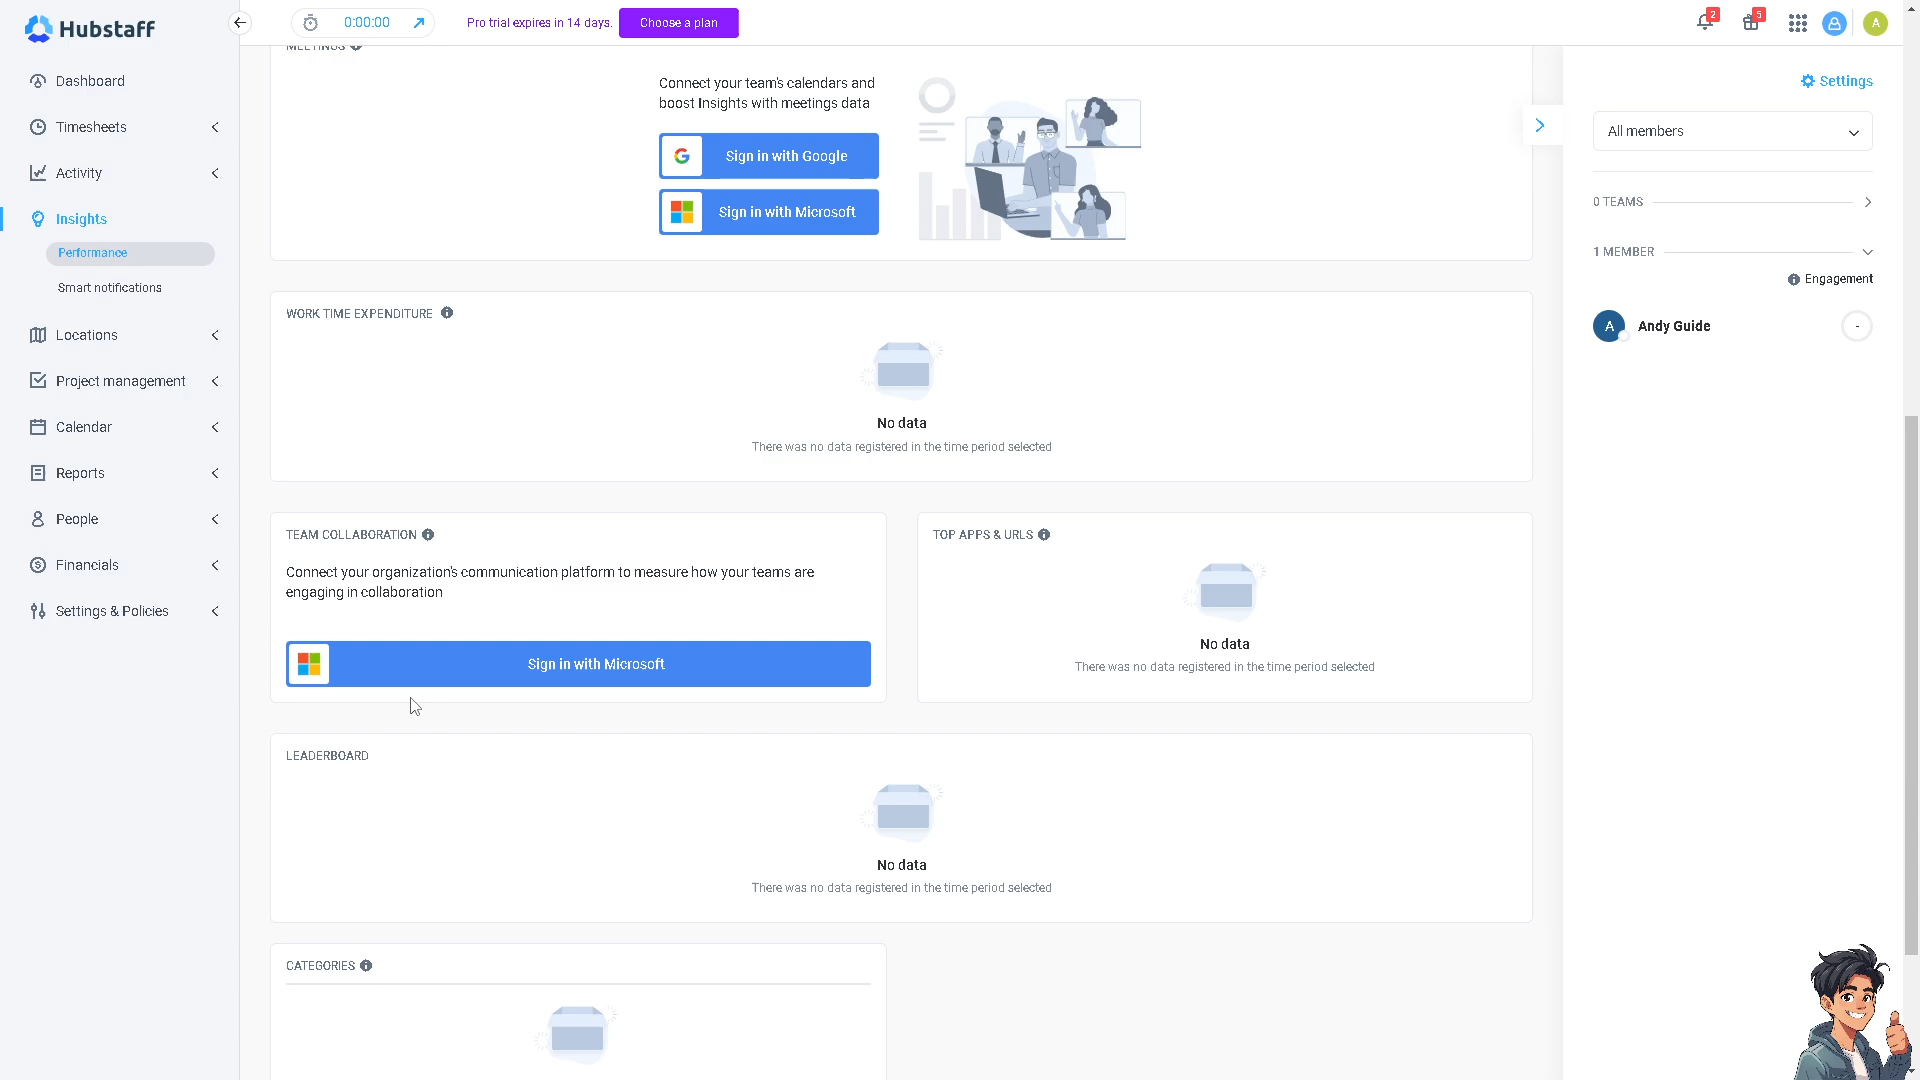 Hubstaff
0:00:00
Pro trial expires in 14 days.
Choose a plan
2
5
A
Dashboard
Timesheets
Activity
Insights
Performance
Smart notifications
Locations
Project management
Calendar
Reports
People
Financials
Settings & Policies
MEETINGS
Connect your team's calendars and
boost Insights with meetings data
Sign in with Google
Sign in with Microsoft
WORK TIME EXPENDITURE
No data
There was no data registered in the time period selected
TEAM COLLABORATION
Connect your organization's communication platform to measure how your teams are
engaging in collaboration
Sign in with Microsoft
TOP APPS & URLS
No data
There was no data registered in the time period selected
LEADERBOARD
No data
There was no data registered in the time period selected
CATEGORIES
Settings
All members
0 TEAMS
1 MEMBER
Engagement
A
Andy Guide
-